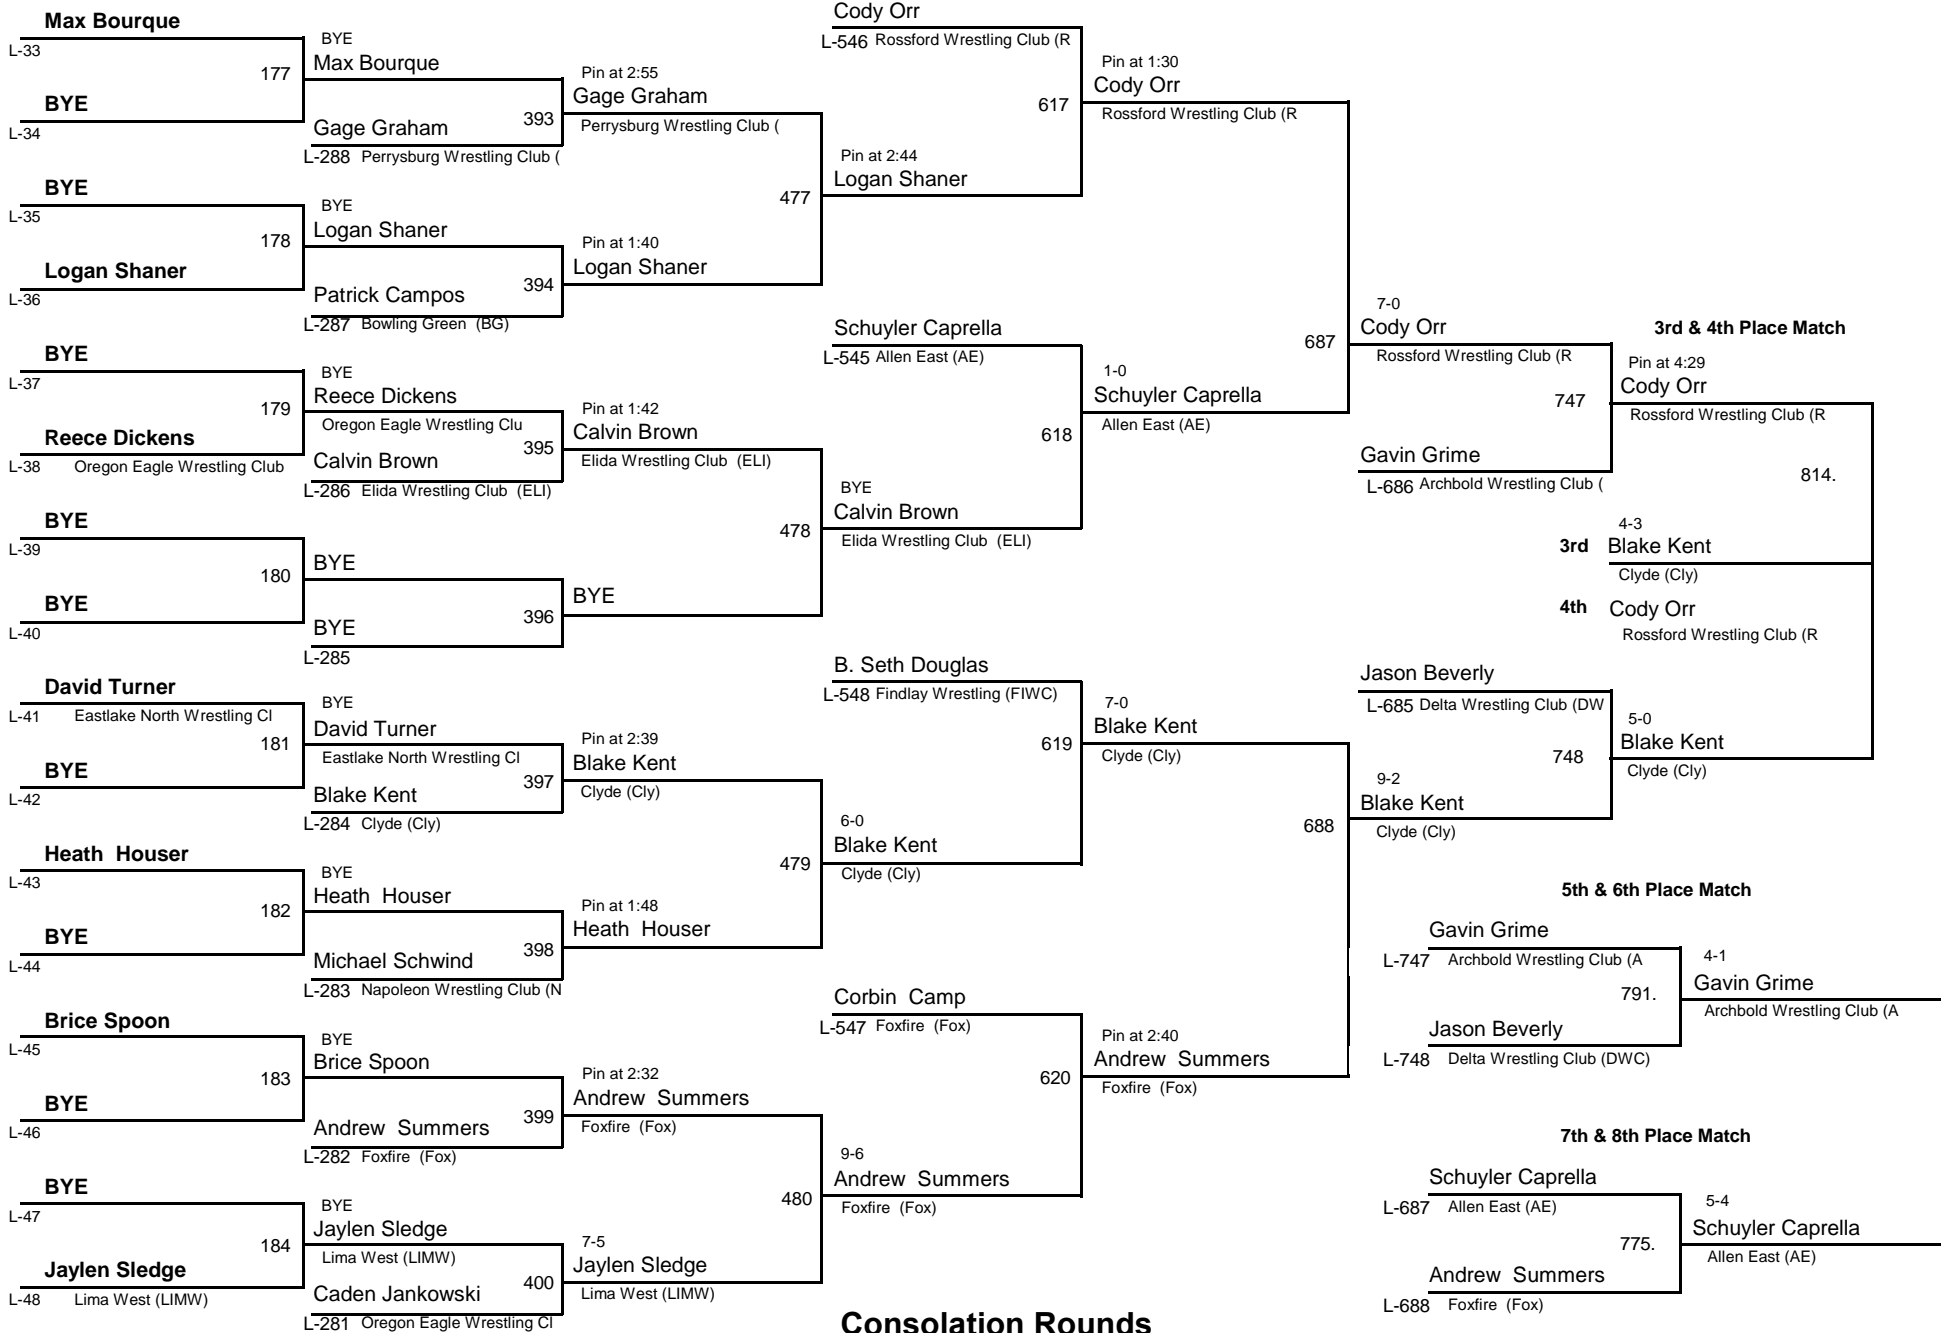 Max Bourque
L-33
177
BYE
L-34
BYE
L-35
178
Logan Shaner
L-36
BYE
L-37
179
Reece Dickens
L-38 Oregon Eagle Wrestling Club
BYE
L-39
180
BYE
L-40
David Turner
L-41 Eastlake North Wrestling Cl
181
BYE
L-42
Heath Houser
L-43
182
BYE
L-44
Brice Spoon
L-45
183
BYE
L-46
BYE
L-47
184
Jaylen Sledge
L-48 Lima West (LIMW)
BYE
Max Bourque
393
Gage Graham
L-288 Perrysburg Wrestling Club (
BYE
Logan Shaner
394
Patrick Campos
L-287 Bowling Green (BG)
BYE
Reece Dickens
Oregon Eagle Wrestling Clu
395
Calvin Brown
L-286 Elida Wrestling Club (ELI)
BYE
396
BYE
L-285
BYE
David Turner
Eastlake North Wrestling Cl
397
Blake Kent
L-284 Clyde (Cly)
BYE
Heath Houser
398
Michael Schwind
L-283 Napoleon Wrestling Club (N
BYE
Brice Spoon
399
Andrew Summers
L-282 Foxfire (Fox)
BYE
Jaylen Sledge
Lima West (LIMW)
400
Caden Jankowski
L-281 Oregon Eagle Wrestling Cl
Pin at 2:55
Gage Graham
Perrysburg Wrestling Club (
477
Pin at 1:40
Logan Shaner
Pin at 1:42
Calvin Brown
Elida Wrestling Club (ELI)
478
BYE
Pin at 2:39
Blake Kent
Clyde (Cly)
479
Pin at 1:48
Heath Houser
Pin at 2:32
Andrew Summers
Foxfire (Fox)
480
7-5
Jaylen Sledge
Lima West (LIMW)
Cody Orr
L-546 Rossford Wrestling Club (R
617
Pin at 2:44
Logan Shaner
Schuyler Caprella
L-545 Allen East (AE)
618
BYE
Calvin Brown
Elida Wrestling Club (ELI)
B. Seth Douglas
L-548 Findlay Wrestling (FIWC)
619
6-0
Blake Kent
Clyde (Cly)
Corbin Camp
L-547 Foxfire (Fox)
620
9-6
Andrew Summers
Foxfire (Fox)
Pin at 1:30
Cody Orr
Rossford Wrestling Club (R
687
1-0
Schuyler Caprella
Allen East (AE)
7-0
Blake Kent
Clyde (Cly)
688
Pin at 2:40
Andrew Summers
Foxfire (Fox)
7-0
Cody Orr
Rossford Wrestling Club (R
747
Gavin Grime
L-686 Archbold Wrestling Club (
Jason Beverly
L-685 Delta Wrestling Club (DW
748
9-2
Blake Kent
Clyde (Cly)
3rd & 4th Place Match
Pin at 4:29
Cody Orr
Rossford Wrestling Club (R
814.
4-3
3rd Blake Kent
Clyde (Cly)
4th Cody Orr
Rossford Wrestling Club (R
5-0
Blake Kent
Clyde (Cly)
5th & 6th Place Match
Gavin Grime
L-747 Archbold Wrestling Club (A
791.
Jason Beverly
L-748 Delta Wrestling Club (DWC)
4-1
Gavin Grime
Archbold Wrestling Club (A
7th & 8th Place Match
Schuyler Caprella
L-687 Allen East (AE)
775.
Andrew Summers
L-688 Foxfire (Fox)
5-4
Schuyler Caprella
Allen East (AE)
Consolation Rounds